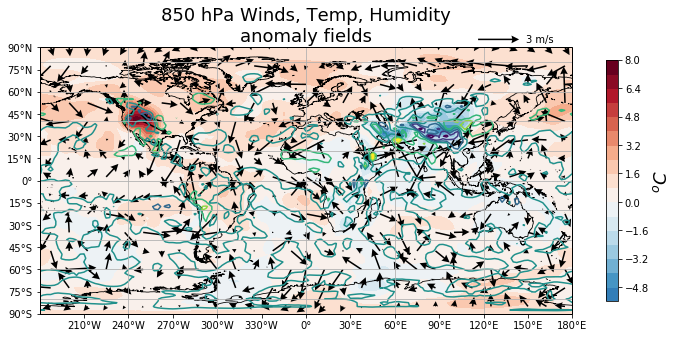 850 hPa Winds, Temp, Humidity
anomaly fields
3 m/s
90°N
75°N
60°N
45°N
30°N
15°N
0°
15°S
30°S
45°S
60°S
75°S
90°S
210°W 240°W 270°W 300°W 330°W 0° 30°E 60°E 90°E 120°E 150°E 180°E
8.0
6.4
4.8
3.2
1.6
0.0
−1.6
−3.2
−4.8
°C